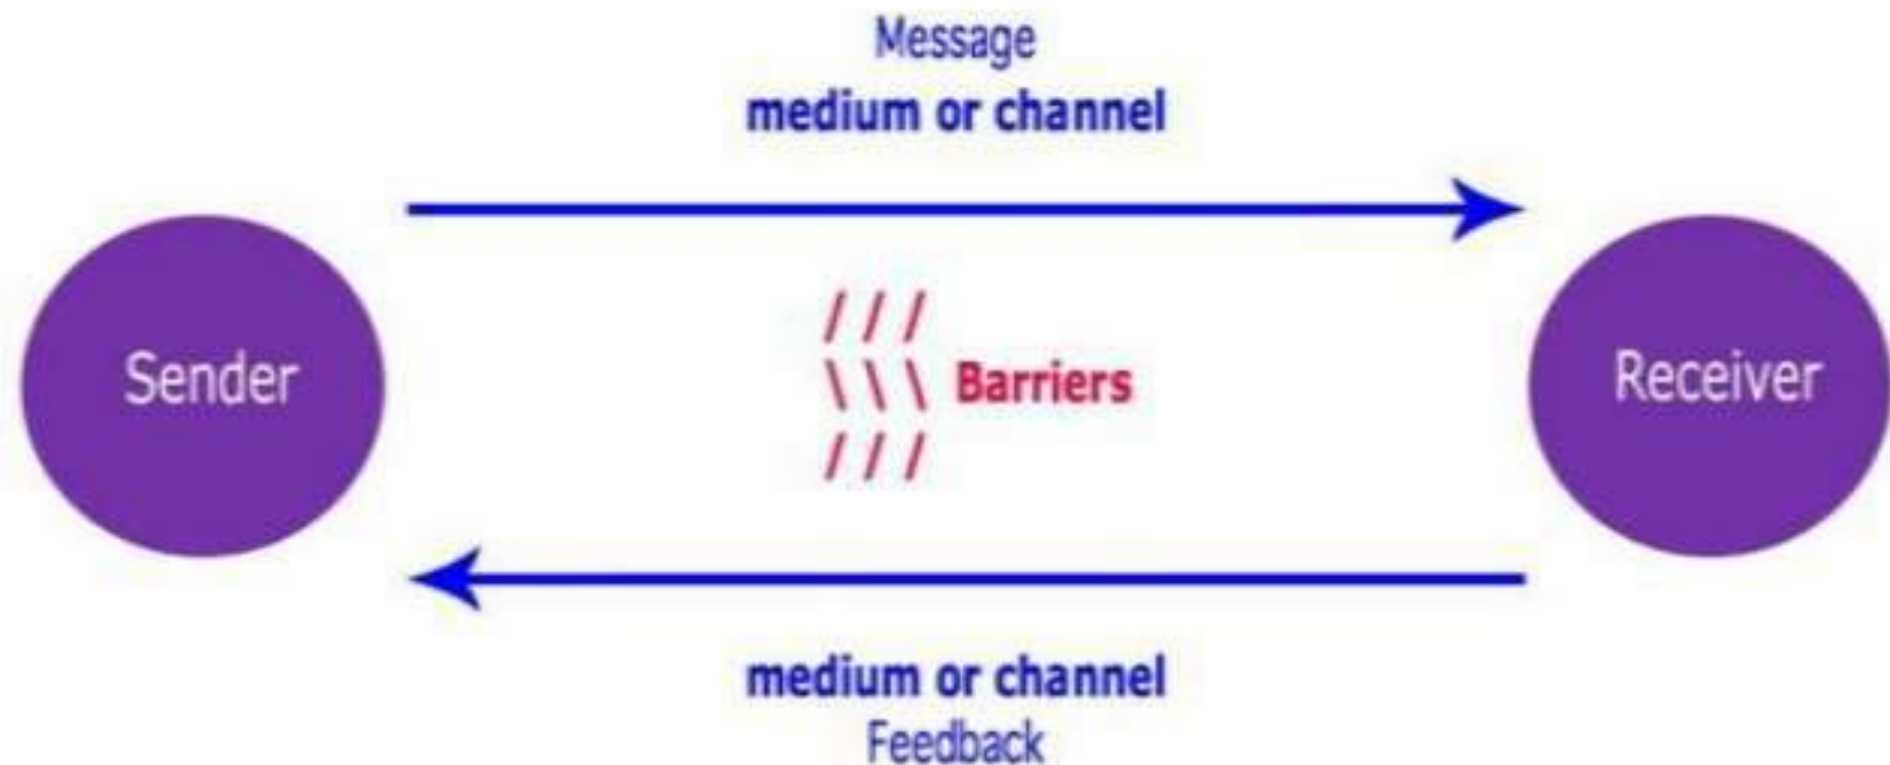 Message
medium or channel
Sender
/ / /
\ \ \ Barriers
/ / /
Receiver
medium or channel
Feedback